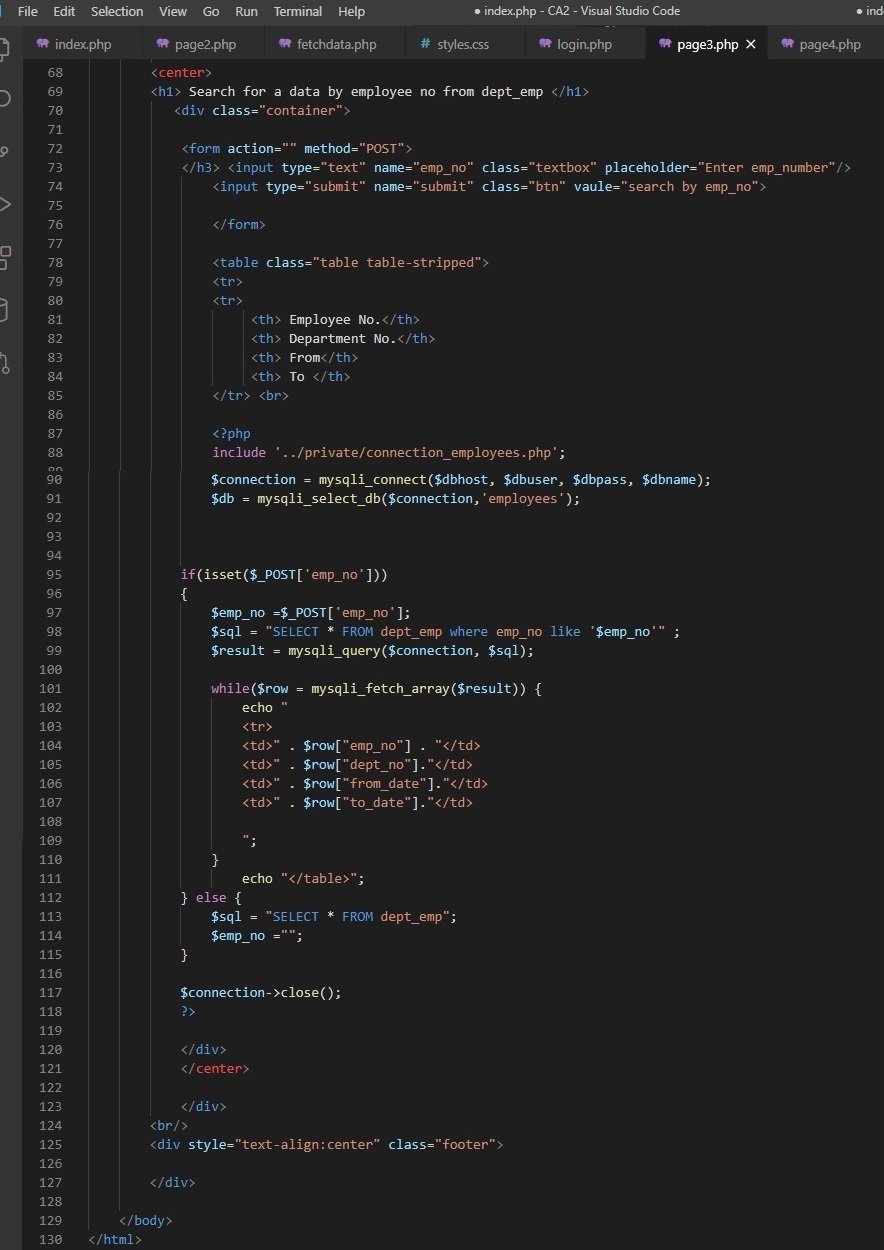 File Edit Selection View Go Run Terminal Help ● index.php - CA2 - Visual Studio Code ● ind
index.php page2.php fetchdata.php # styles.css login.php page3.php × page4.php
68 <center>
69 <h1> Search for a data by employee no from dept_emp </h1>
70 <div class="container">
71
72 <form action="" method="POST">
73 </h3> <input type="text" name="emp_no" class="textbox" placeholder="Enter emp_number"/>
74 <input type="submit" name="submit" class="btn" vaule="search by emp_no">
75
76 </form>
77
78 <table class="table table-stripped">
79 <tr>
80 <tr>
81 <th> Employee No.</th>
82 <th> Department No.</th>
83 <th> From</th>
84 <th> To </th>
85 </tr> <br>
86
87 <?php
88 include '../private/connection_employees.php';
90 $connection = mysqli_connect($dbhost, $dbuser, $dbpass, $dbname);
91 $db = mysqli_select_db($connection,'employees');
92
93
94
95 if(isset($_POST['emp_no']))
96 {
97 $emp_no =$_POST['emp_no'];
98 $sql = "SELECT * FROM dept_emp where emp_no like '$emp_no'" ;
99 $result = mysqli_query($connection, $sql);
100
101 while($row = mysqli_fetch_array($result)) {
102 echo "
103 <tr>
104 <td>" . $row["emp_no"] . "</td>
105 <td>" . $row["dept_no"]."</td>
106 <td>" . $row["from_date"]."</td>
107 <td>" . $row["to_date"]."</td>
108
109 ";
110 }
111 echo "</table>";
112 } else {
113 $sql = "SELECT * FROM dept_emp";
114 $emp_no ="";
115 }
116
117 $connection->close();
118 ?>
119
120 </div>
121 </center>
122
123 </div>
124 <br/>
125 <div style="text-align:center" class="footer">
126
127 </div>
128
129 </body>
130 </html>